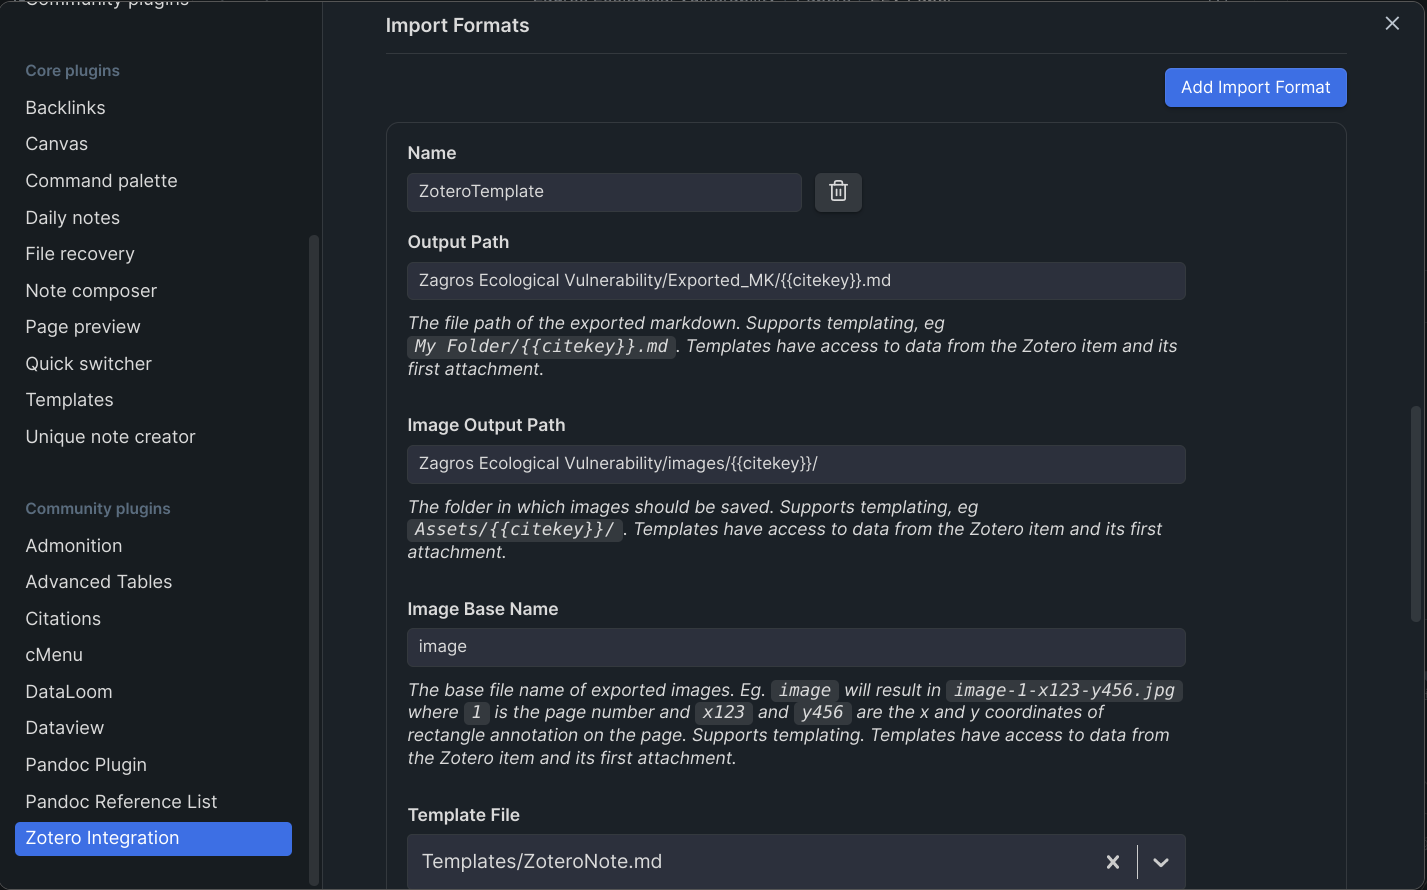 Community plugins
Core plugins
Backlinks
Canvas
Command palette
Daily notes
File recovery
Note composer
Page preview
Quick switcher
Templates
Unique note creator
Community plugins
Admonition
Advanced Tables
Citations
cMenu
DataLoom
Dataview
Pandoc Plugin
Pandoc Reference List
Zotero Integration
Import Formats
Add Import Format
Name
ZoteroTemplate
Output Path
Zagros Ecological Vulnerability/Exported_MK/{{citekey}}.md
The file path of the exported markdown. Supports templating, eg
My Folder/{{citekey}}.md. Templates have access to data from the Zotero item and its
first attachment.
Image Output Path
Zagros Ecological Vulnerability/images/{{citekey}}/
The folder in which images should be saved. Supports templating, eg
Assets/{{citekey}}/. Templates have access to data from the Zotero item and its first
attachment.
Image Base Name
image
The base file name of exported images. Eg. image will result in image-1-x123-y456.jpg
where 1 is the page number and x123 and y456 are the x and y coordinates of
rectangle annotation on the page. Supports templating. Templates have access to data from
the Zotero item and its first attachment.
Template File
Templates/ZoteroNote.md